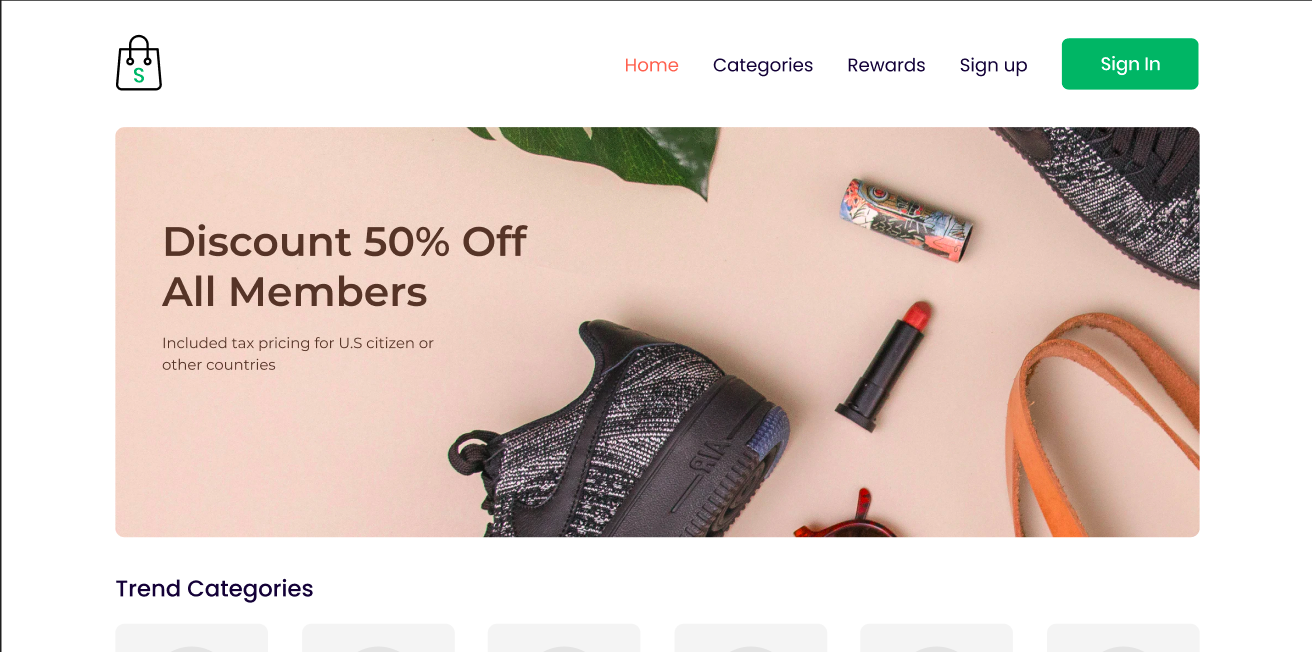 S
Home Categories Rewards Sign up Sign In
Discount 50% Off
All Members
Included tax pricing for U.S citizen or
other countries
AIR
Trend Categories